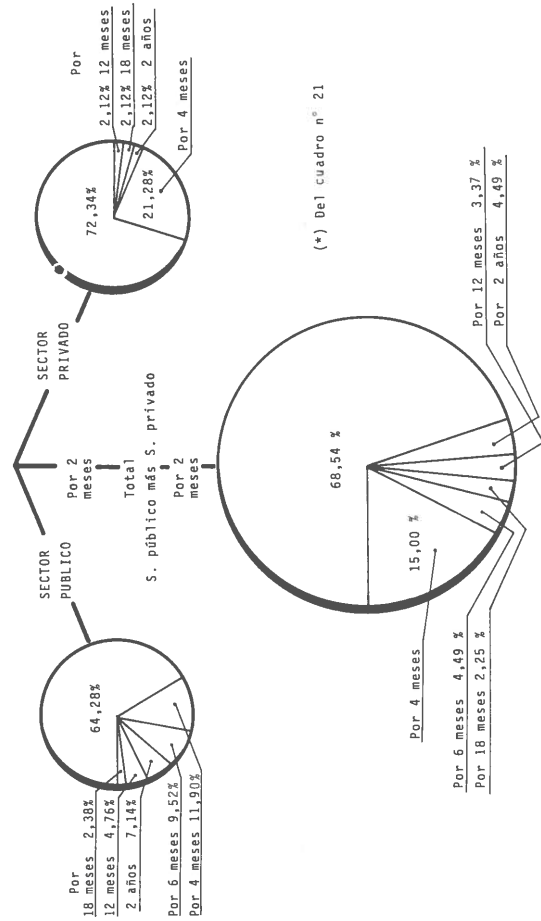 SECTOR
PUBLICO
SECTOR
PRIVADO
Por 2
meses
Total
S. público más S. privado
Por 2
meses
64,28%
Por
18 meses 2,38%
12 meses 4,76%
2 años 7,14%
Por 6 meses 9,52%
Por 4 meses 11,90%
72,34%
21,28%
Por
2,12% 12 meses
2,12% 18 meses
2,12% 2 años
Por 4 meses
68,54 %
15,00 %
Por 4 meses
Por 6 meses 4,49 %
Por 18 meses 2,25 %
Por 12 meses 3,37 %
Por 2 años 4,49 %
(*) Del cuadro n° 21